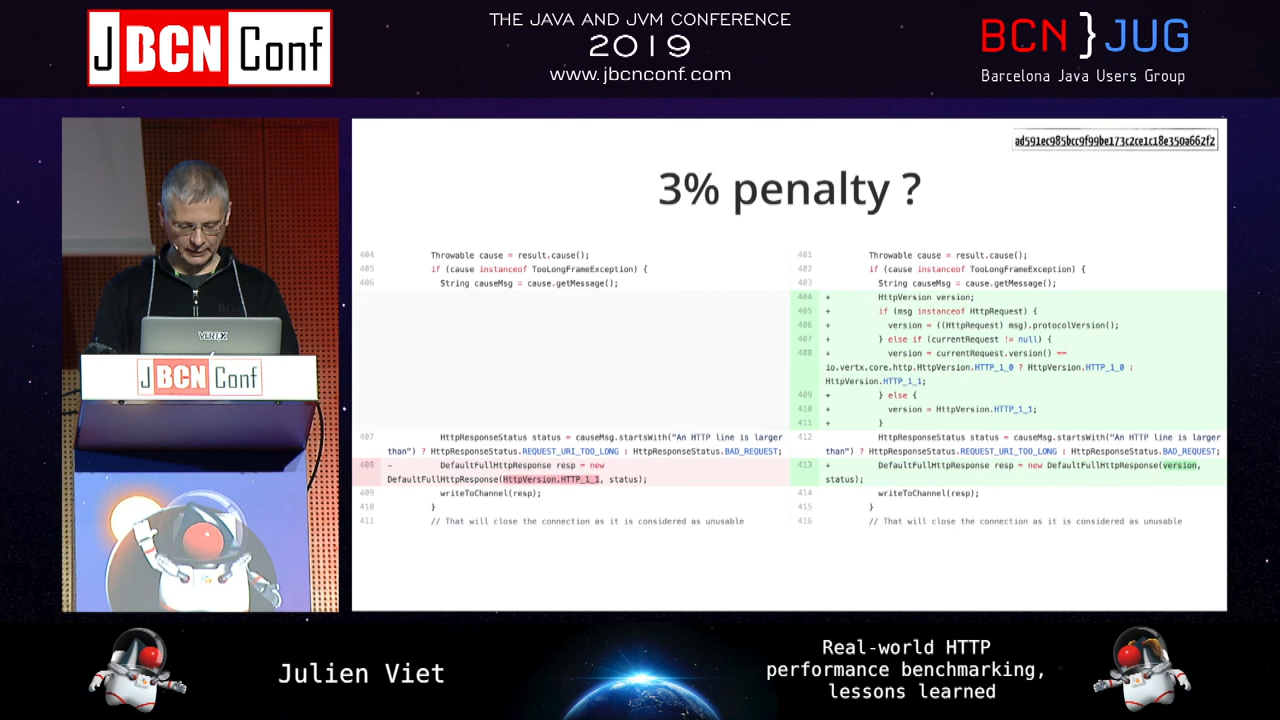 JBCNConf
THE JAVA AND JVM CONFERENCE
2019
www.jbcnconf.com
BCN}JUG
Barcelona Java Users Group
ad591ec985bcc9f99be173c2ce1c18e350a662f2
3% penalty ?
404 Throwable cause = result.cause();
405 if (cause instanceof TooLongFrameException) {
406 String causeMsg = cause.getMessage();
407 HttpResponseStatus status = causeMsg.startsWith("An HTTP line is larger
than") ? HttpResponseStatus.REQUEST_URI_TOO_LONG : HttpResponseStatus.BAD_REQUEST;
408 - DefaultFullHttpResponse resp = new
DefaultFullHttpResponse(HttpVersion.HTTP_1_1, status);
409 writeToChannel(resp);
410 }
411 // That will close the connection as it is considered as unusable
401 Throwable cause = result.cause();
402 if (cause instanceof TooLongFrameException) {
403 String causeMsg = cause.getMessage();
404 + HttpVersion version;
405 + if (msg instanceof HttpRequest) {
406 + version = ((HttpRequest) msg).protocolVersion();
407 + } else if (currentRequest != null) {
408 + version = currentRequest.version() ==
io.vertx.core.http.HttpVersion.HTTP_1_0 ? HttpVersion.HTTP_1_0 :
HttpVersion.HTTP_1_1;
409 + } else {
410 + version = HttpVersion.HTTP_1_1;
411 + }
412 HttpResponseStatus status = causeMsg.startsWith("An HTTP line is larger
than") ? HttpResponseStatus.REQUEST_URI_TOO_LONG : HttpResponseStatus.BAD_REQUEST;
413 + DefaultFullHttpResponse resp = new DefaultFullHttpResponse(version,
status);
414 writeToChannel(resp);
415 }
416 // That will close the connection as it is considered as unusable
VERT.X
JBCNConf
Julien Viet
Real-world HTTP
performance benchmarking,
lessons learned